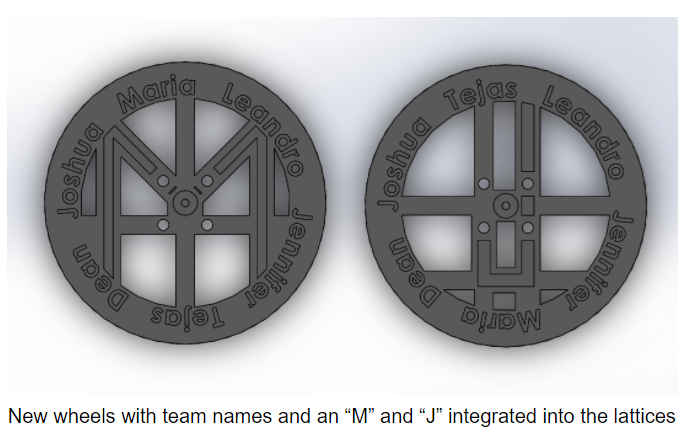 Joshua Maria Leandro Jennifer Tejas Dean
Joshua Tejas Leandro Jennifer Maria Dean
New wheels with team names and an “M” and “J” integrated into the lattices